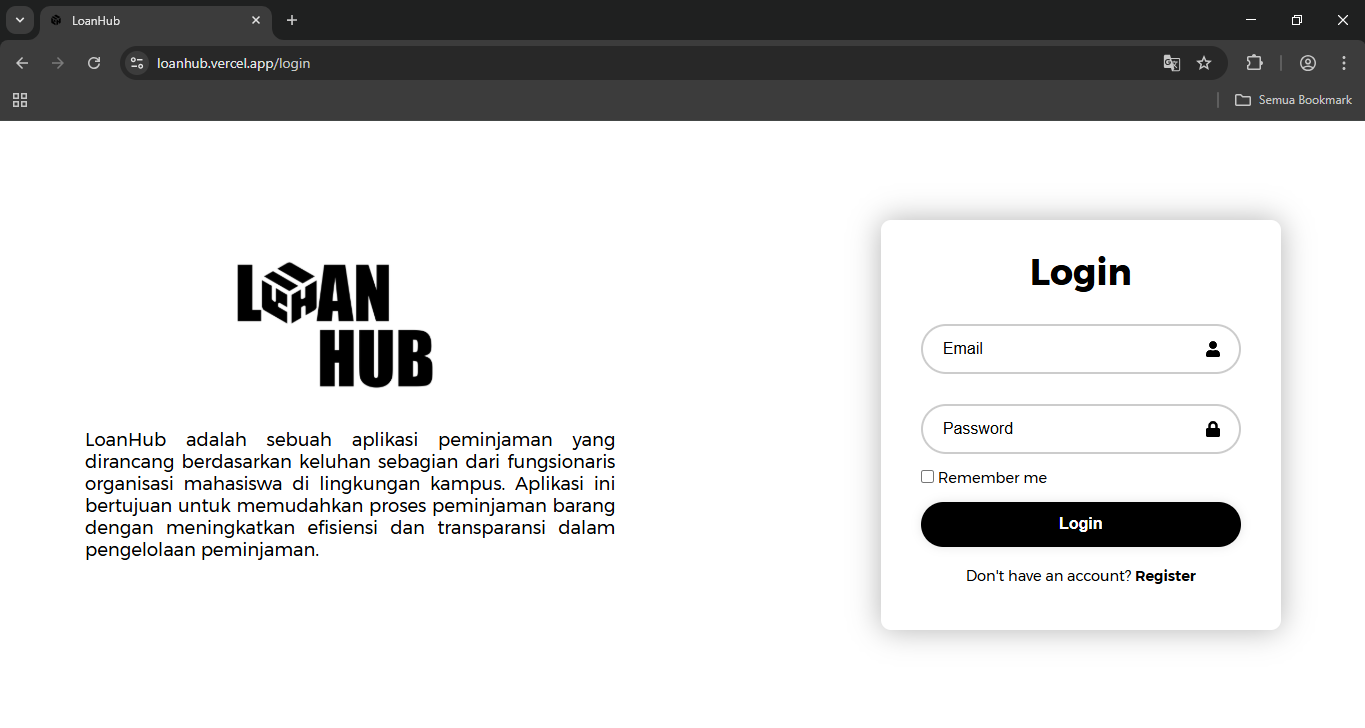 LoanHub
loanhub.vercel.app/login
Semua Bookmark
LOAN
HUB
LoanHub adalah sebuah aplikasi peminjaman yang
dirancang berdasarkan keluhan sebagian dari fungsionaris
organisasi mahasiswa di lingkungan kampus. Aplikasi ini
bertujuan untuk memudahkan proses peminjaman barang
dengan meningkatkan efisiensi dan transparansi dalam
pengelolaan peminjaman.
Login
Email
Password
Remember me
Login
Don't have an account? Register